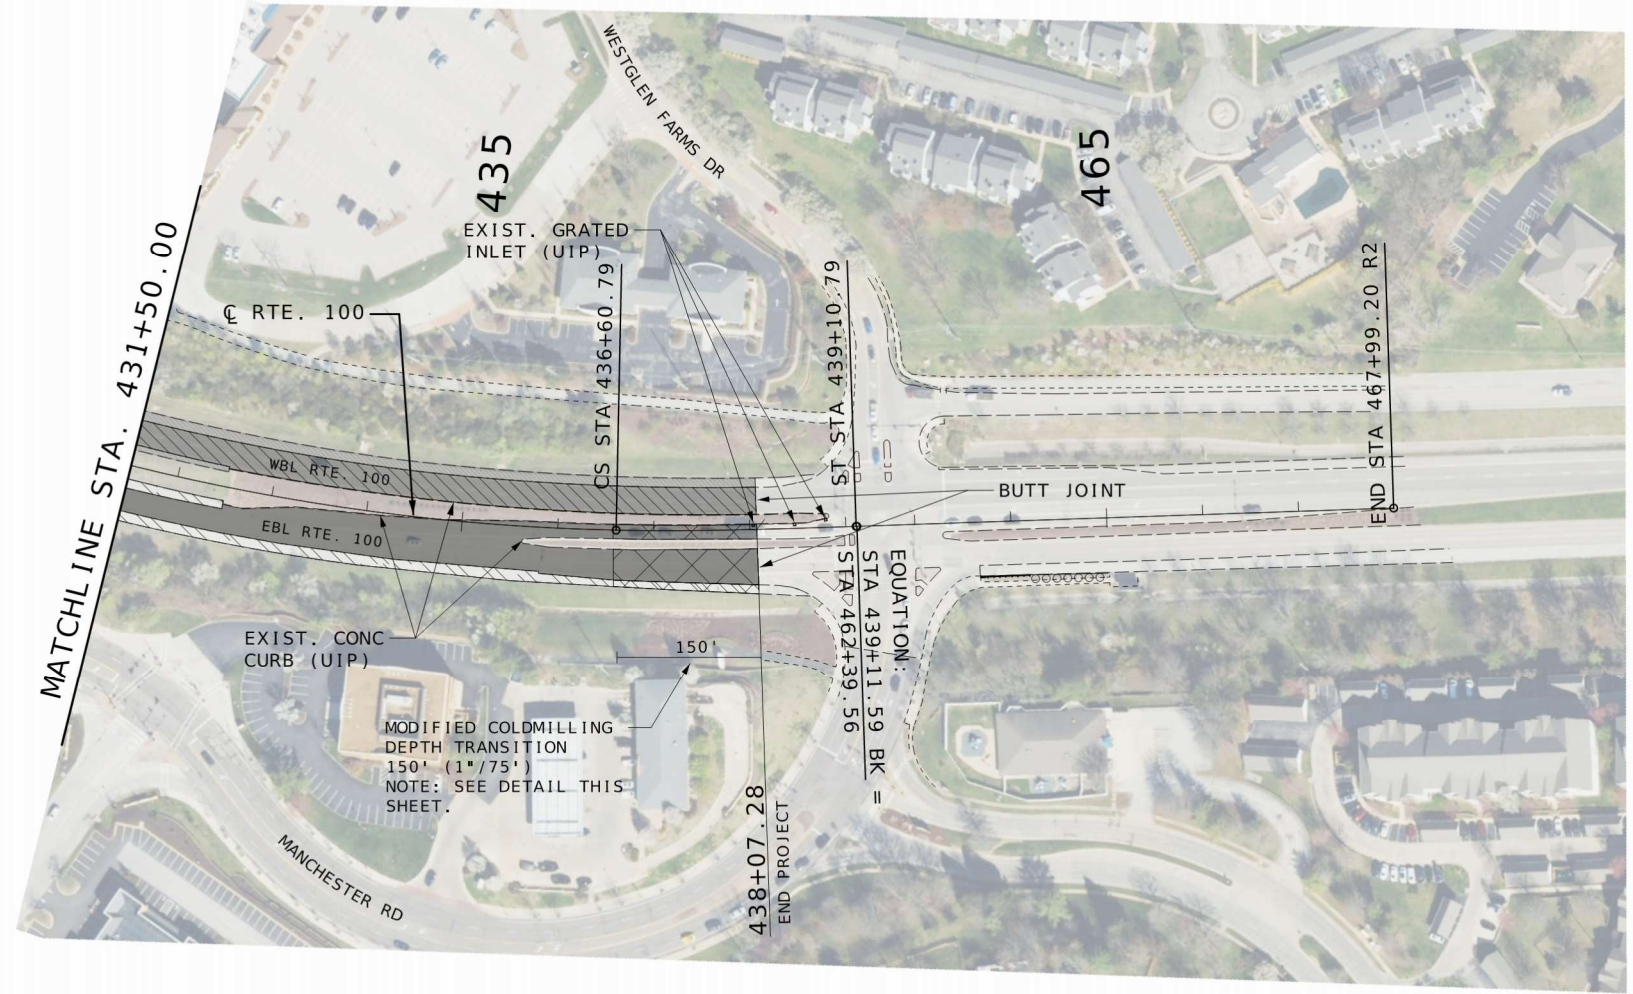 WESTGLEN FARMS DR
435
465
EXIST. GRATED
INLET (UIP)
℄ RTE. 100
MATCHLINE STA. 431+50.00
CS STA 436+60.79
ST STA 439+10.79
END STA 467+99.20 R2
WBL RTE. 100
EBL RTE. 100
BUTT JOINT
EQUATION:
STA 439+11.59 BK =
STA 462+39.56
EXIST. CONC
CURB (UIP)
150'
MODIFIED COLDMILLING
DEPTH TRANSITION
150' (1"/75')
NOTE: SEE DETAIL THIS
SHEET.
438+07.28
END PROJECT
MANCHESTER RD